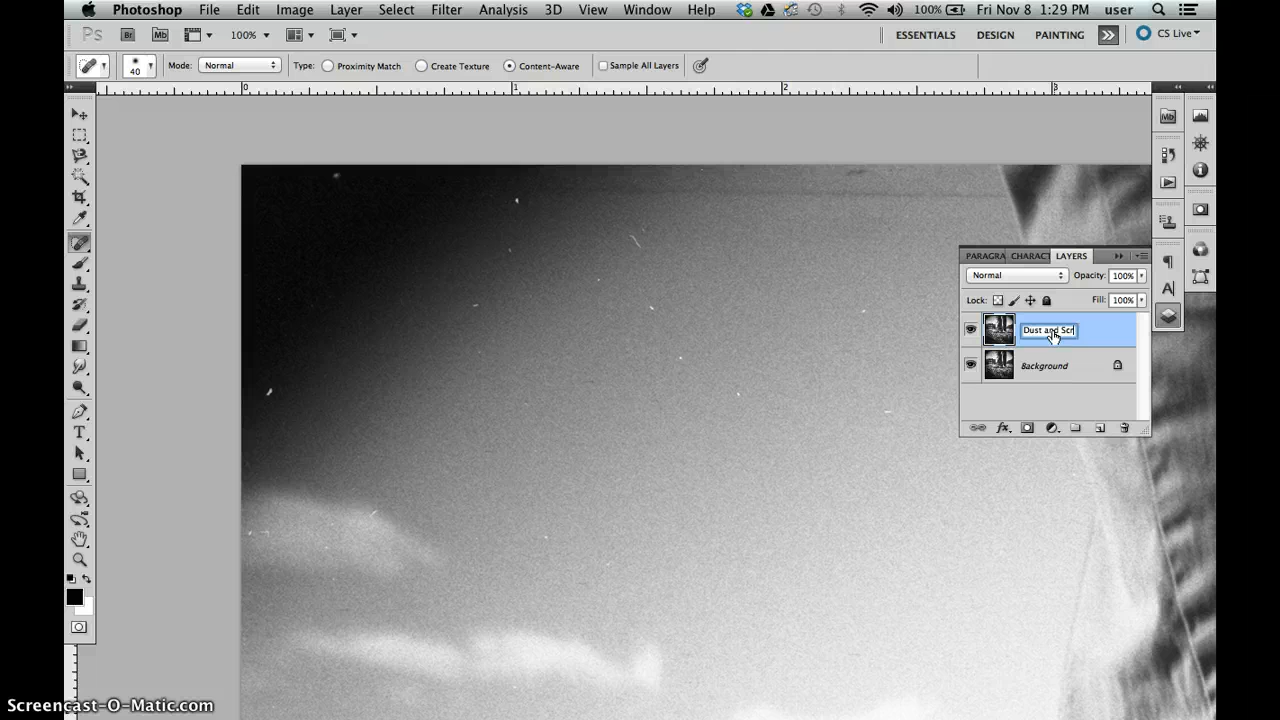 Photoshop File Edit Image Layer Select Filter Analysis 3D View Window Help 100% Fri Nov 8 1:29 PM user
Ps Br Mb 100% ESSENTIALS DESIGN PAINTING CS Live
40 Mode: Normal Type: Proximity Match Create Texture Content-Aware Sample All Layers
0 1 2 3
Mb
PARAGRA CHARACT LAYERS
Normal Opacity: 100%
Lock: Fill: 100%
Dust and Scr
Background
fx
T
A
Screencast-O-Matic.com